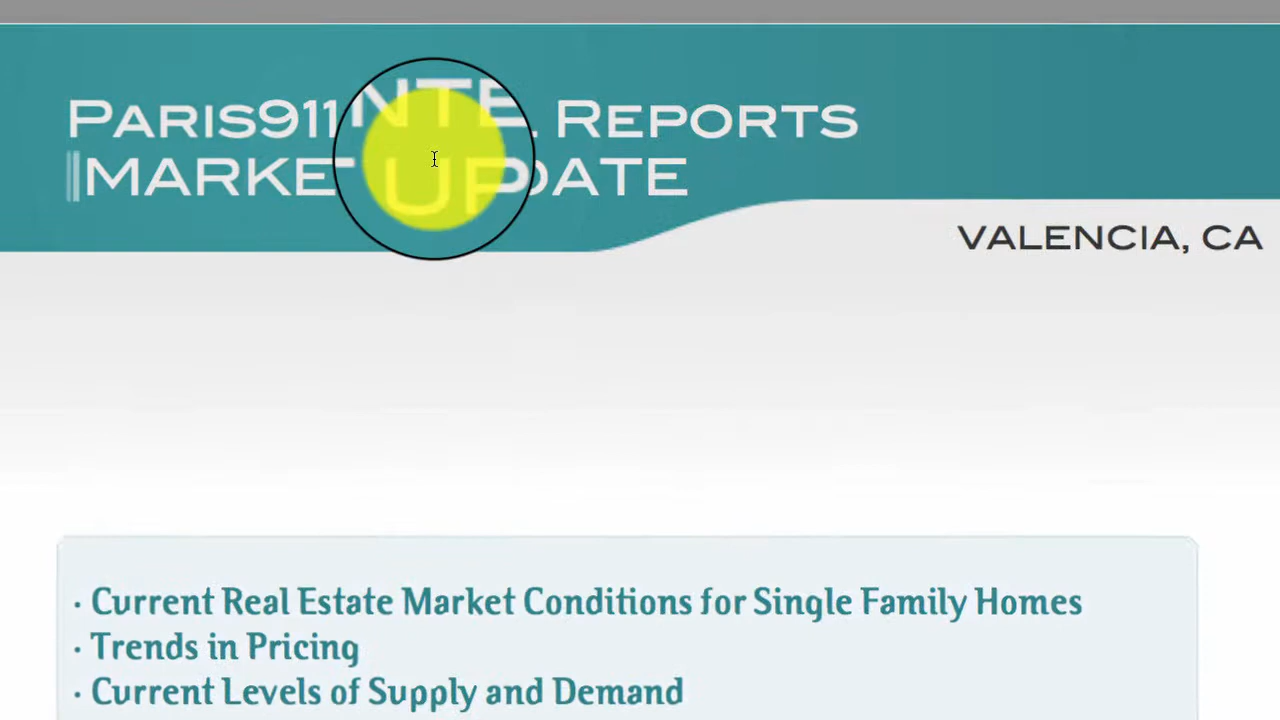 Paris911 Reports
MARKET UPDATE
VALENCIA, CA
· Current Real Estate Market Conditions for Single Family Homes
· Trends in Pricing
· Current Levels of Supply and Demand